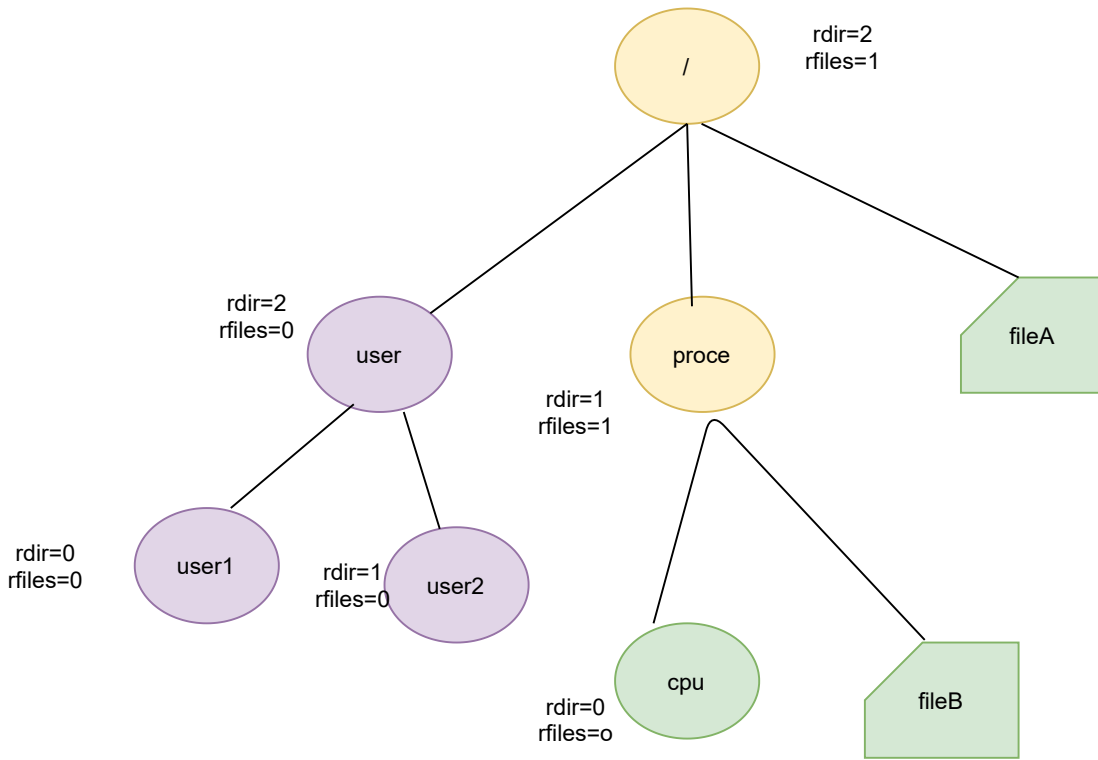 /
rdir=2
rfiles=1
rdir=2
rfiles=0
user
proce
fileA
rdir=1
rfiles=1
rdir=0
rfiles=0
user1
rdir=1
rfiles=0
user2
cpu
rdir=0
rfiles=o
fileB